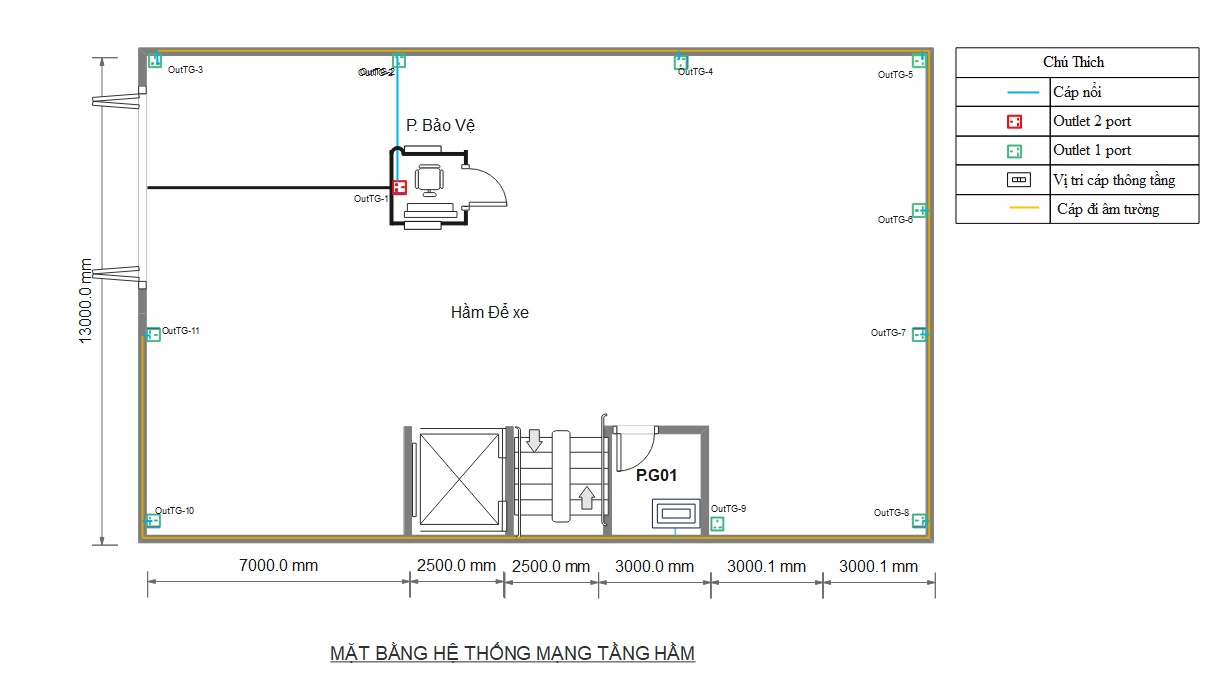 OutTG-3
OutTG-2
OutTG-4
OutTG-5
P. Bảo Vệ
OutTG-1
OutTG-6
13000.0 mm
Hầm Để xe
OutTG-11
OutTG-7
P.G01
OutTG-10
OutTG-9
OutTG-8
7000.0 mm
2500.0 mm
2500.0 mm
3000.0 mm
3000.1 mm
3000.1 mm
MẶT BẰNG HỆ THỐNG MẠNG TẦNG HẦM
Chú Thích
Cáp nổi
Outlet 2 port
Outlet 1 port
Vị trí cáp thông tầng
Cáp đi âm tường